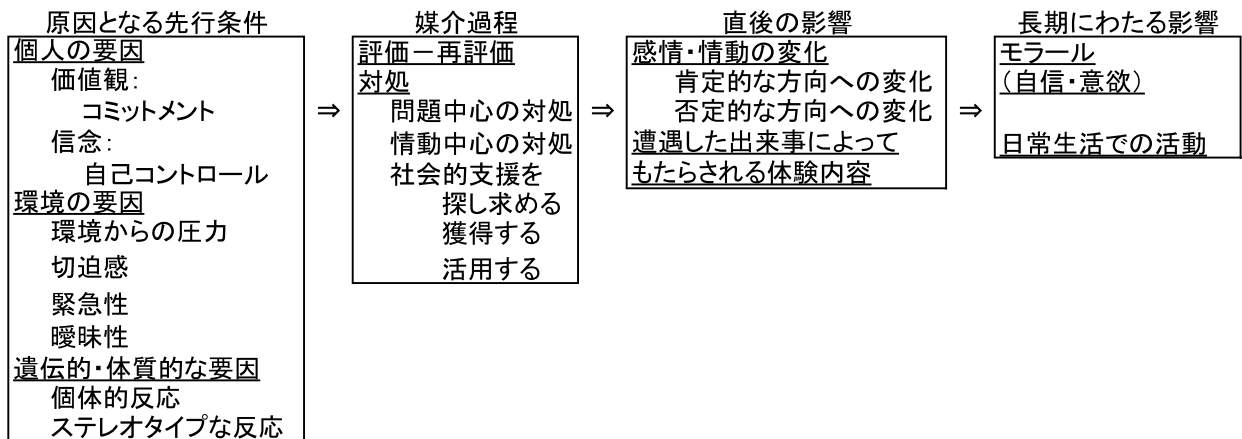 原因となる先行条件
個人の要因
価値観：
コミットメント
信念：
自己コントロール
環境の要因
環境からの圧力
切迫感
緊急性
曖昧性
遺伝的・体質的な要因
個体的反応
ステレオタイプな反応
⇒
媒介過程
評価－再評価
対処
問題中心の対処
情動中心の対処
社会的支援を
探し求める
獲得する
活用する
⇒
直後の影響
感情・情動の変化
肯定的な方向への変化
否定的な方向への変化
遭遇した出来事によって
もたらされる体験内容
⇒
長期にわたる影響
モラール
（自信・意欲）
日常生活での活動